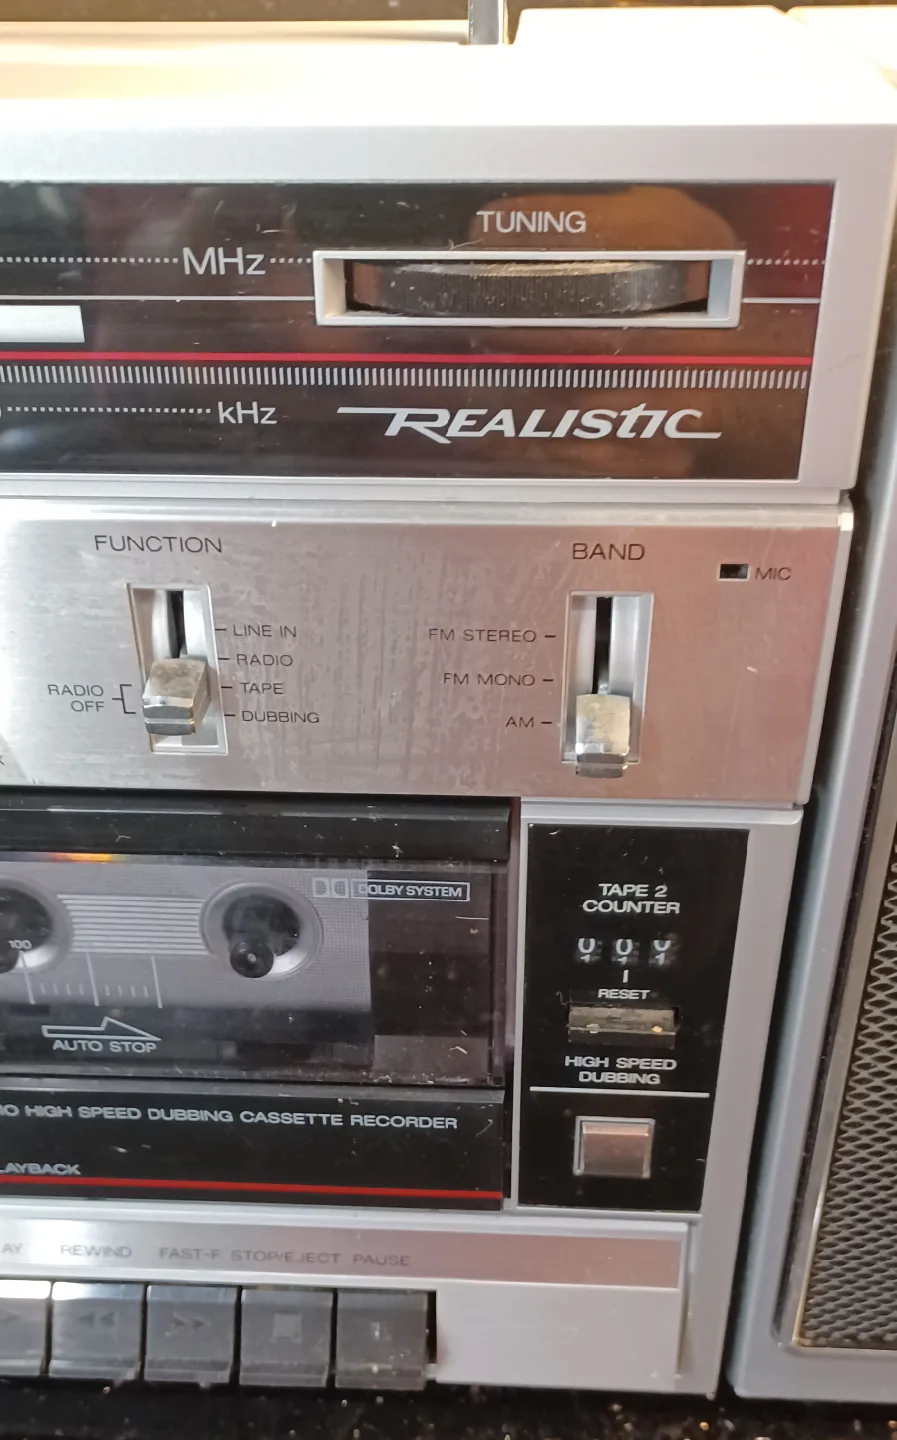 TUNING
MHz
kHz
REALISTIC
FUNCTION
BAND
MIC
LINE IN
RADIO
TAPE
DUBBING
RADIO
OFF
FM STEREO
FM MONO
AM
DOLBY SYSTEM
100
AUTO STOP
TAPE 2
COUNTER
RESET
HIGH SPEED
DUBBING
HIGH SPEED DUBBING CASSETTE RECORDER
LAYBACK
AY REWIND FAST-F STOP/EJECT PAUSE